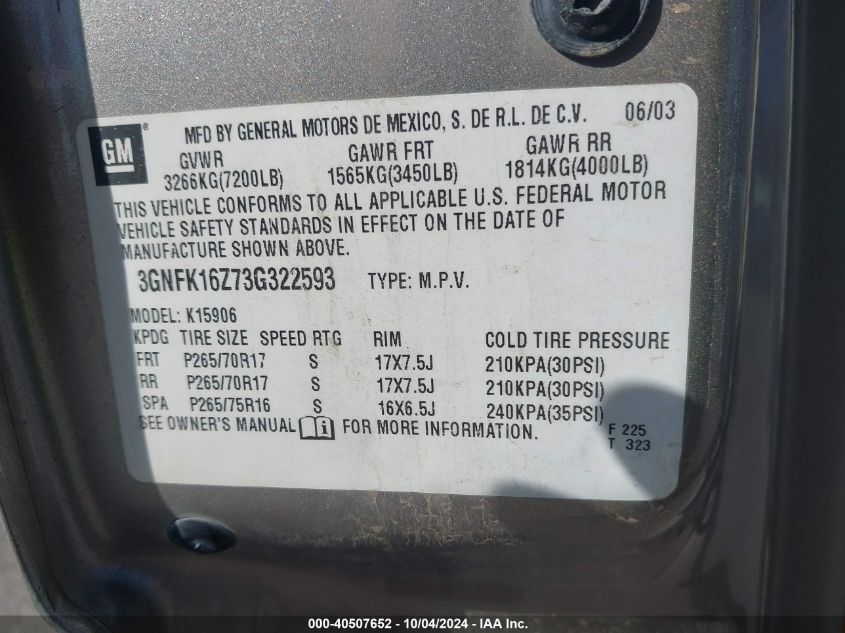 MFD BY GENERAL MOTORS DE MEXICO, S. DE R.L. DE C.V. 06/03
GM®
GVWR GAWR FRT GAWR RR
3266KG(7200LB) 1565KG(3450LB) 1814KG(4000LB)
THIS VEHICLE CONFORMS TO ALL APPLICABLE U.S. FEDERAL MOTOR
VEHICLE SAFETY STANDARDS IN EFFECT ON THE DATE OF
MANUFACTURE SHOWN ABOVE.
3GNFK16Z73G322593 TYPE: M.P.V.
MODEL: K15906
KPDG TIRE SIZE SPEED RTG RIM COLD TIRE PRESSURE
FRT P265/70R17 S 17X7.5J 210KPA(30PSI)
RR P265/70R17 S 17X7.5J 210KPA(30PSI)
SPA P265/75R16 S 16X6.5J 240KPA(35PSI)
SEE OWNER'S MANUAL FOR MORE INFORMATION.
F 225
T 323
000-40507652 - 10/04/2024 - IAA Inc.